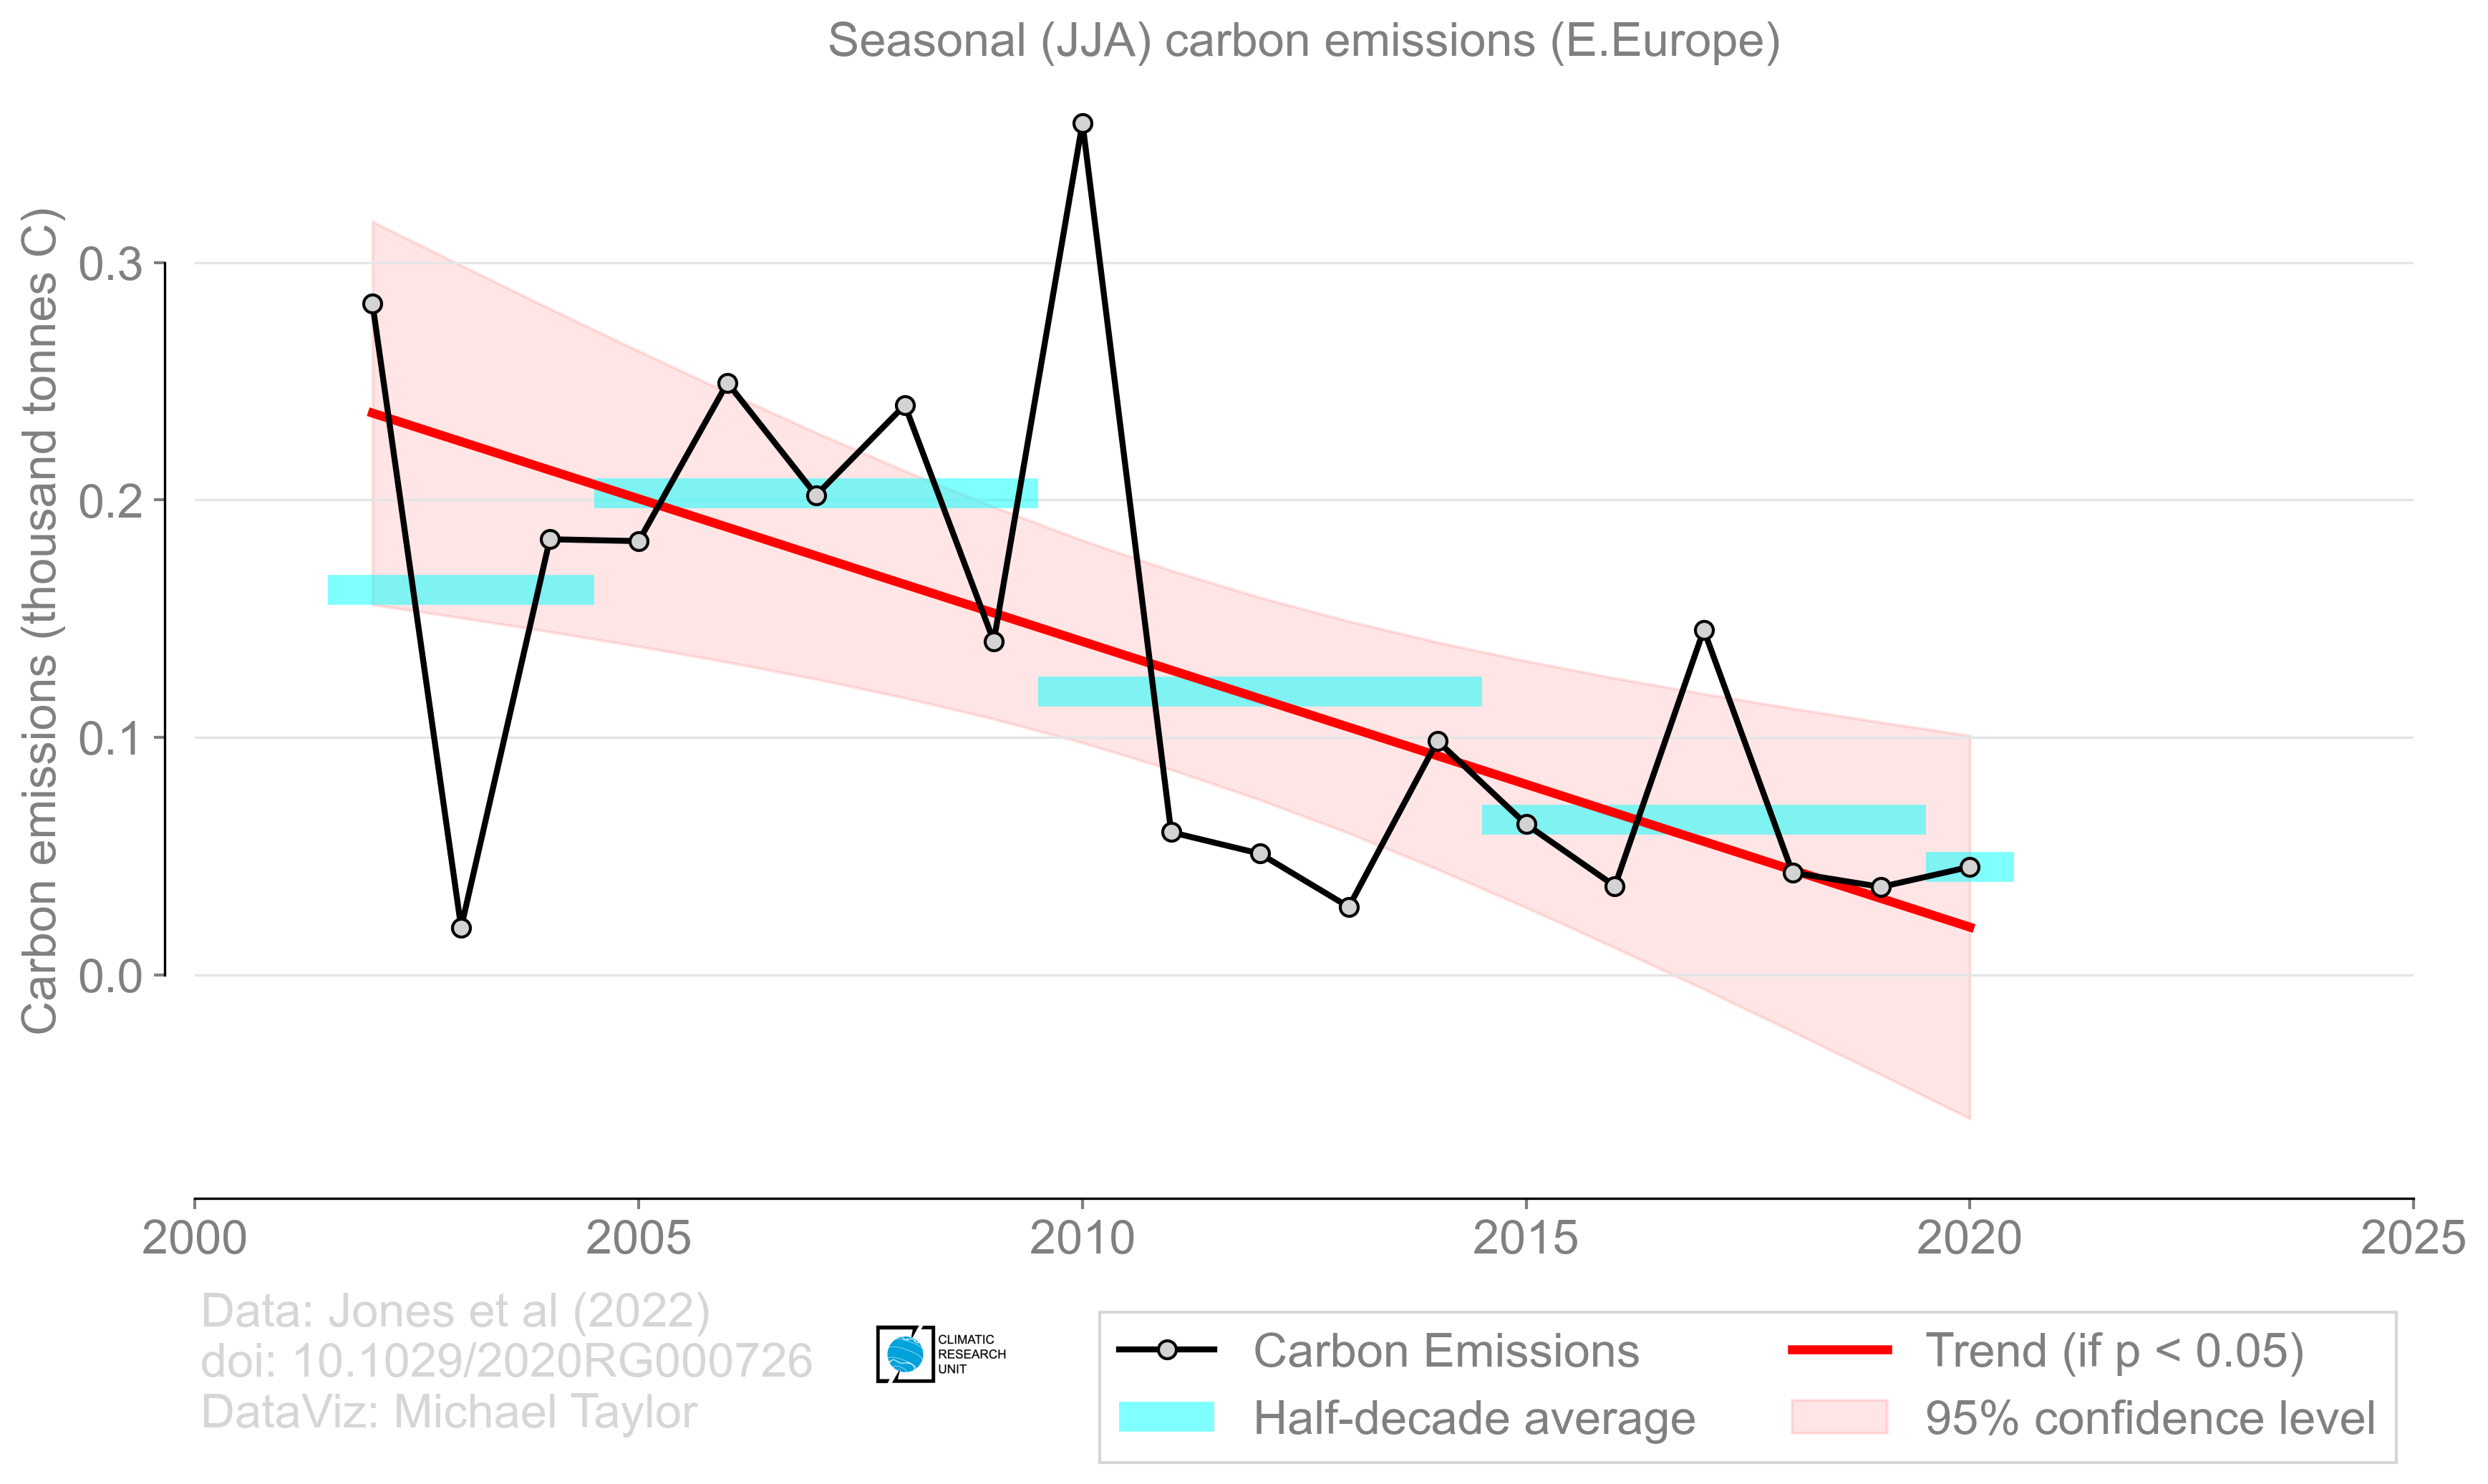 Seasonal (JJA) carbon emissions (E.Europe)
Carbon emissions (thousand tonnes C)
0.3
0.2
0.1
0.0
2000
2005
2010
2015
2020
2025
Data: Jones et al (2022)
doi: 10.1029/2020RG000726
DataViz: Michael Taylor
CLIMATIC
RESEARCH
UNIT
Carbon Emissions
Half-decade average
Trend (if p < 0.05)
95% confidence level